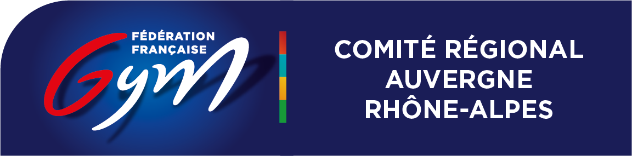 FÉDÉRATION
FRANÇAISE
Gym
COMITÉ RÉGIONAL
AUVERGNE
RHÔNE-ALPES